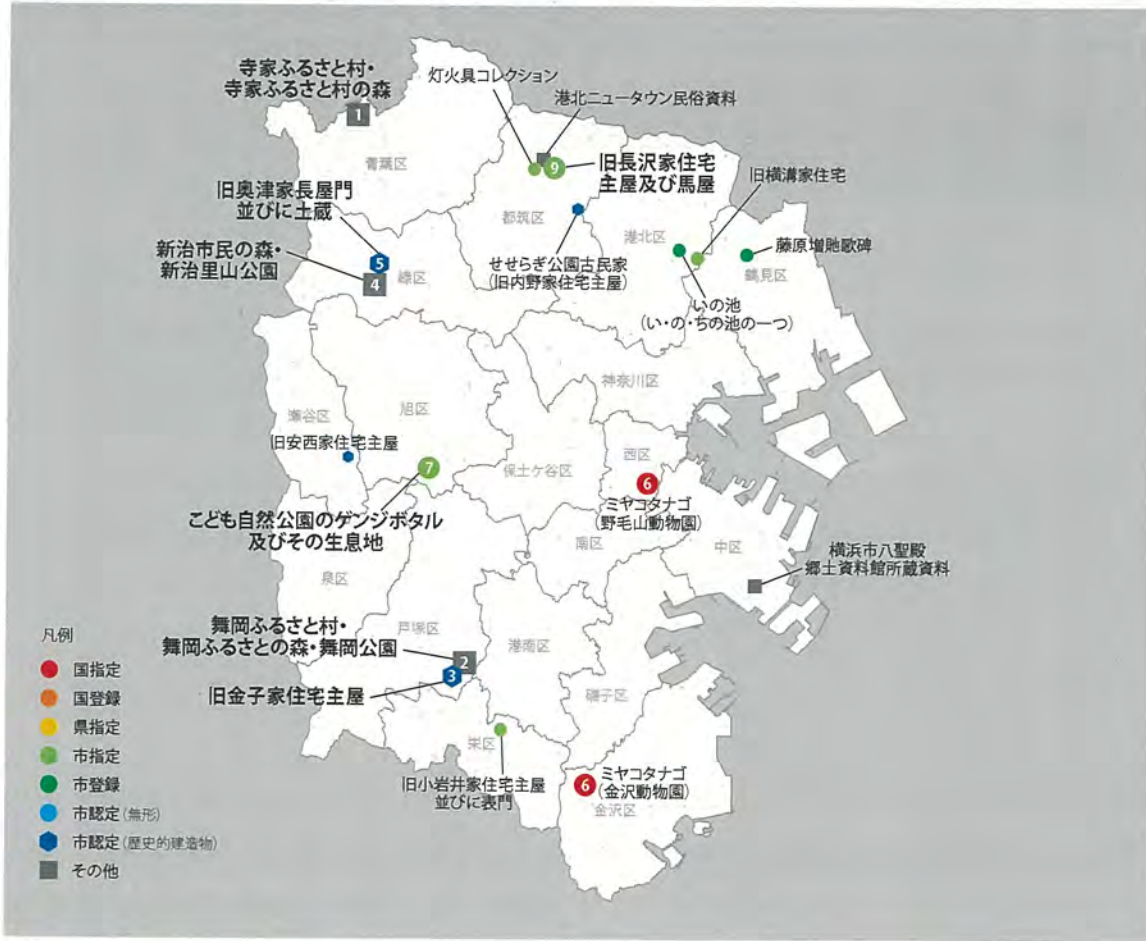 寺家ふるさと村・
寺家ふるさと村の森
1
灯火具コレクション
港北ニュータウン民俗資料
青葉区
9
旧長沢家住宅
主屋及び馬屋
旧横溝家住宅
旧奥津家長屋門
並びに土蔵
都筑区
港北区
藤原増貤歌碑
鶴見区
新治市民の森・
新治里山公園
5
4
緑区
せせらぎ公園古民家
(旧内野家住宅主屋)
いの池
(い・の・ちの池の一つ)
神奈川区
瀬谷区
旭区
旧安西家住宅主屋
7
保土ケ谷区
西区
6
ミヤコタナゴ
(野毛山動物園)
こども自然公園のゲンジボタル
及びその生息地
南区
中区
横浜市八聖殿
郷土資料館所蔵資料
泉区
舞岡ふるさと村・
舞岡ふるさとの森・舞岡公園
戸塚区
2
港南区
旧金子家住宅主屋
3
磯子区
栄区
旧小岩井家住宅主屋
並びに表門
6
ミヤコタナゴ
(金沢動物園)
金沢区
凡例
国指定
国登録
県指定
市指定
市登録
市認定(無形)
市認定(歴史的建造物)
その他